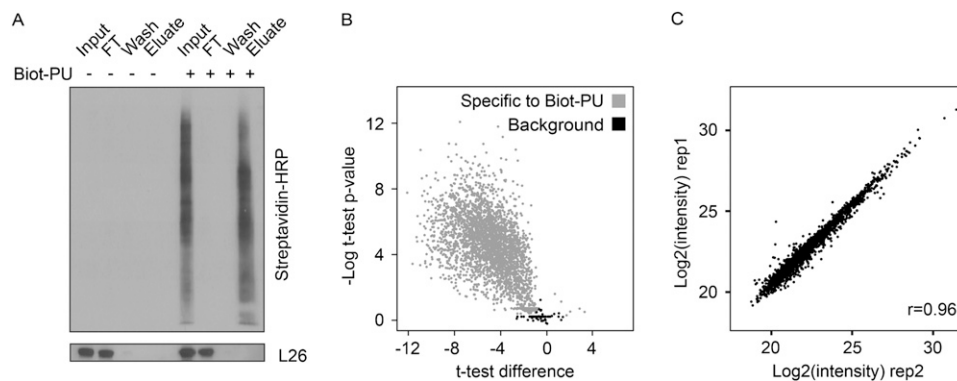 A
Input FT Wash Eluate Input FT Wash Eluate
Biot-PU - - - - + + + +
Streptavidin-HRP
L26
B
Specific to Biot-PU
Background
12
8
4
0
-12 -8 -4 0 4
-Log t-test p-value
t-test difference
C
30
25
20
20 25 30
Log2(intensity) rep1
r=0.96
Log2(intensity) rep2